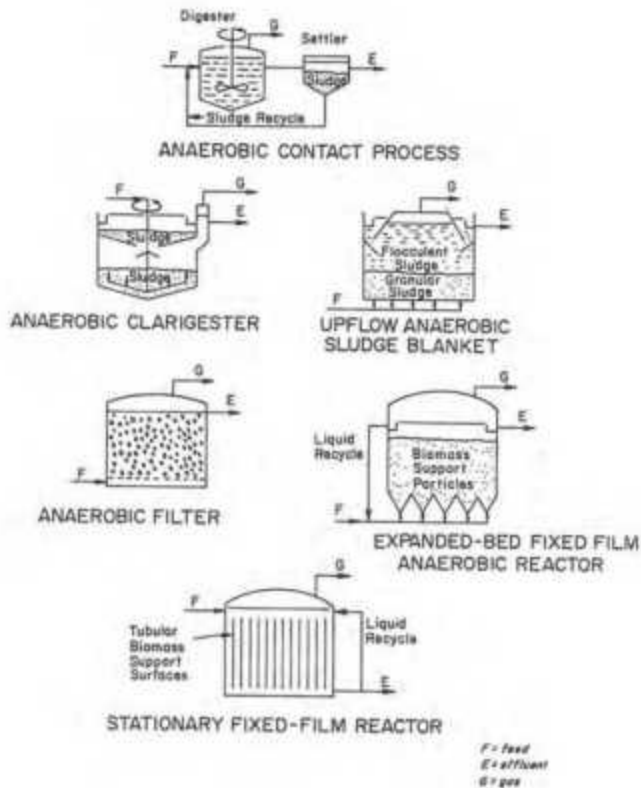 Digester
G
Settler
F
E
Sludge
Sludge Recycle
ANAEROBIC CONTACT PROCESS
F
G
E
Sludge
Sludge
ANAEROBIC CLARIGESTER
G
E
Flocculent
Sludge
Granular
Sludge
F
UPFLOW ANAEROBIC
SLUDGE BLANKET
G
E
F
ANAEROBIC FILTER
G
E
Liquid
Recycle
Biomass
Support
Particles
F
EXPANDED-BED FIXED FILM
ANAEROBIC REACTOR
G
F
Tubular
Biomass
Support
Surfaces
Liquid
Recycle
E
STATIONARY FIXED-FILM REACTOR
F = feed
E = effluent
G = gas